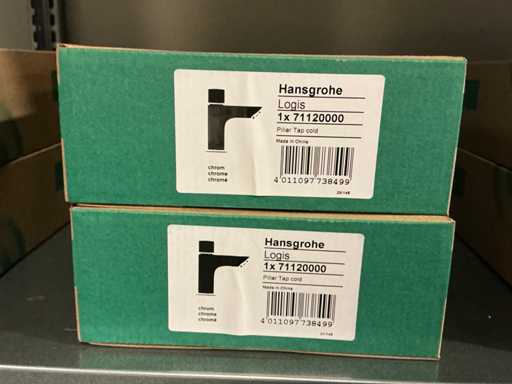 Hansgrohe
Logis
1x 71120000
Pillar Tap cold
Made in China
chrom
chrome
chromé
4 011097 738499
Hansgrohe
Logis
1x 71120000
Pillar Tap cold
Made in China
chrom
chrome
chromé
4 011097 738499